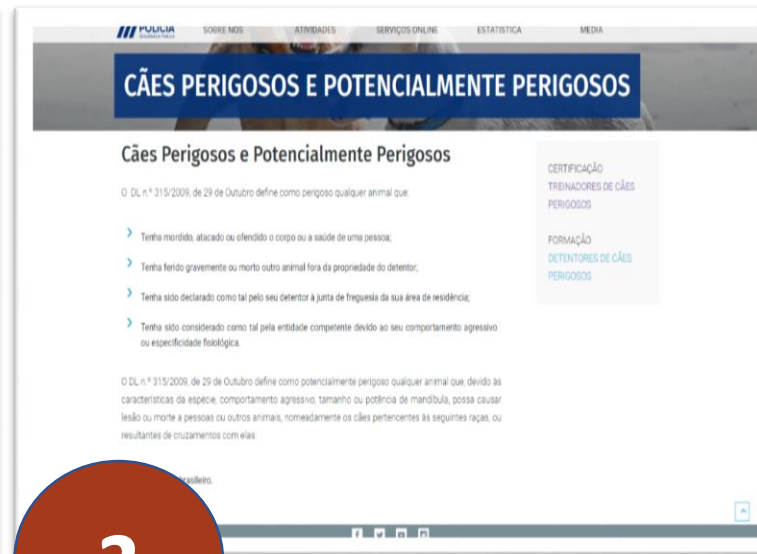 POLÍCIA
SOBRE NÓS
ATIVIDADES
SERVIÇOS ONLINE
ESTATISTICA
MEDIA
CÃES PERIGOSOS E POTENCIALMENTE PERIGOSOS
Cães Perigosos e Potencialmente Perigosos
O DL n.º 315/2009, de 29 de Outubro define como perigoso qualquer animal que:
Tenha mordido, atacado ou ofendido o corpo ou a saúde de uma pessoa;
Tenha ferido gravemente ou morto outro animal fora da propriedade do detentor;
Tenha sido declarado como tal pelo seu detentor à junta de freguesia da sua área de residência;
Tenha sido considerado como tal pela entidade competente devido ao seu comportamento agressivo
ou especificidade fisiológica.
O DL n.º 315/2009, de 29 de Outubro define como potencialmente perigoso qualquer animal que, devido às
características da espécie, comportamento agressivo, tamanho ou potência de mandíbula, possa causar
lesão ou morte a pessoas ou outros animais, nomeadamente os cães pertencentes às seguintes raças, ou
resultantes de cruzamentos com elas:
brasileiro.
CERTIFICAÇÃO
TREINADORES DE CÃES
PERIGOSOS
FORMAÇÃO
DETENTORES DE CÃES
PERIGOSOS